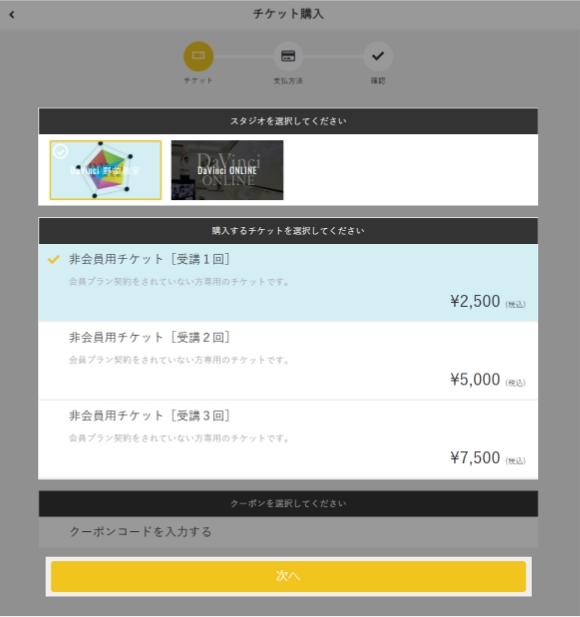 チケット購入
チケット
支払方法
確認
スタジオを選択してください
DaVinci
DaVinci ONLINE
ONLINE
購入するチケットを選択してください
非会員用チケット［受講１回］
会員プラン契約をされていない方専用のチケットです。
¥2,500 (税込)
非会員用チケット［受講２回］
会員プラン契約をされていない方専用のチケットです。
¥5,000 (税込)
非会員用チケット［受講３回］
会員プラン契約をされていない方専用のチケットです。
¥7,500 (税込)
クーポンを選択してください
クーポンコードを入力する
次へ